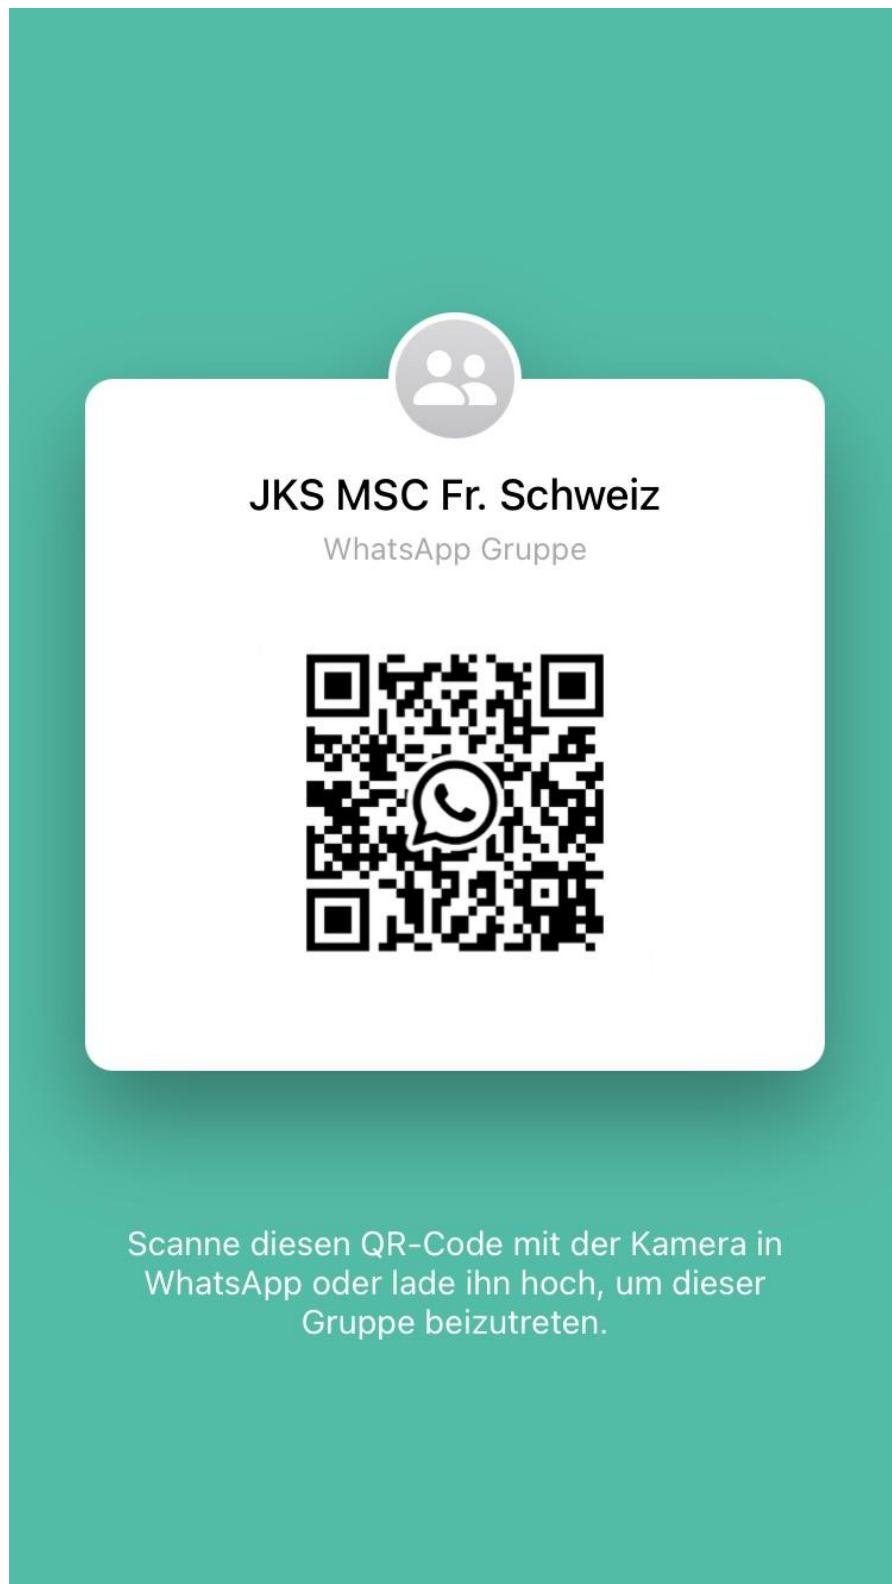 JKS MSC Fr. Schweiz
WhatsApp Gruppe
Scanne diesen QR-Code mit der Kamera in
WhatsApp oder lade ihn hoch, um dieser
Gruppe beizutreten.